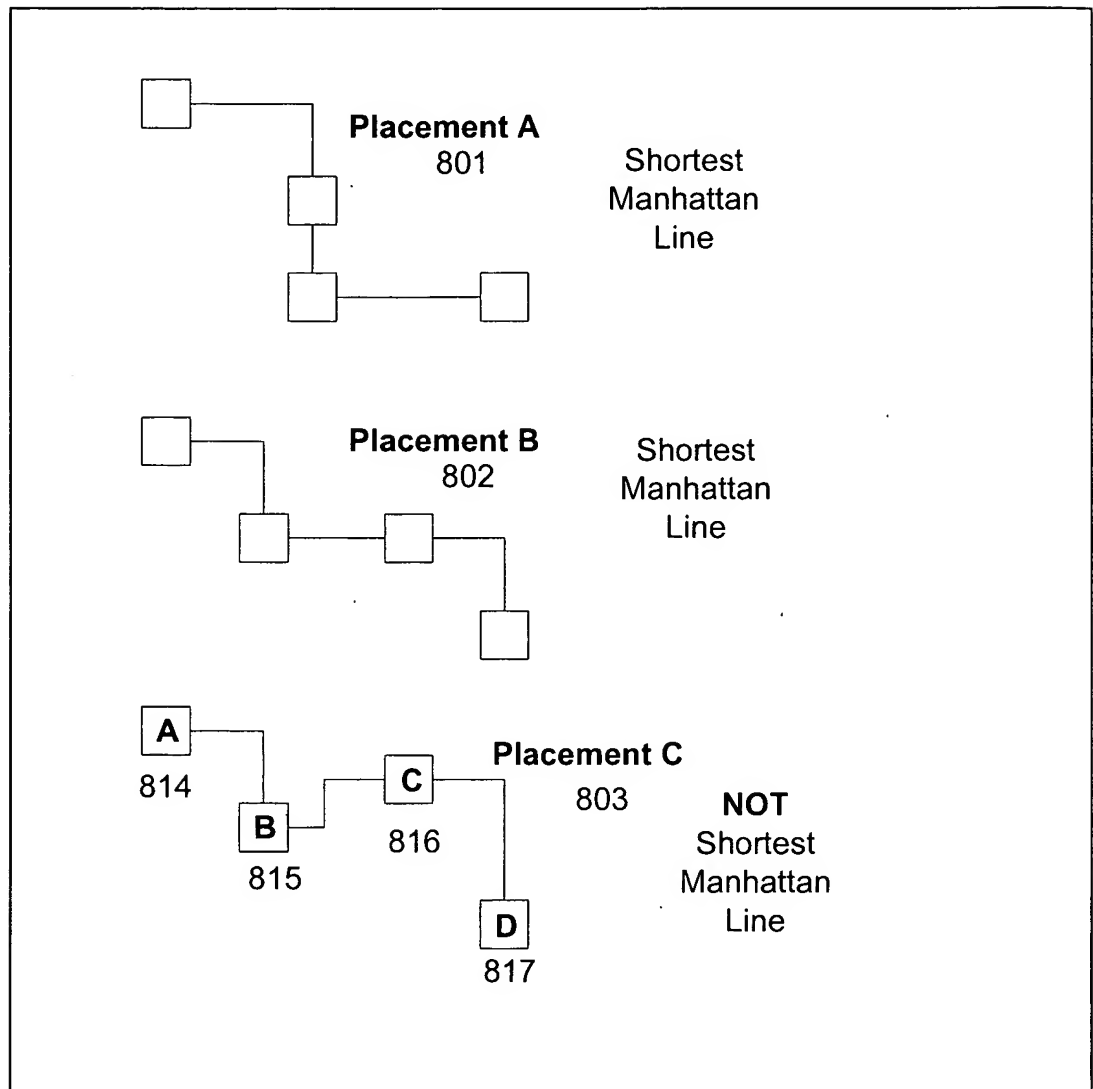 Placement A
801
Shortest
Manhattan
Line
Placement B
802
Shortest
Manhattan
Line
A
814
B
815
C
816
Placement C
803
D
817
NOT
Shortest
Manhattan
Line